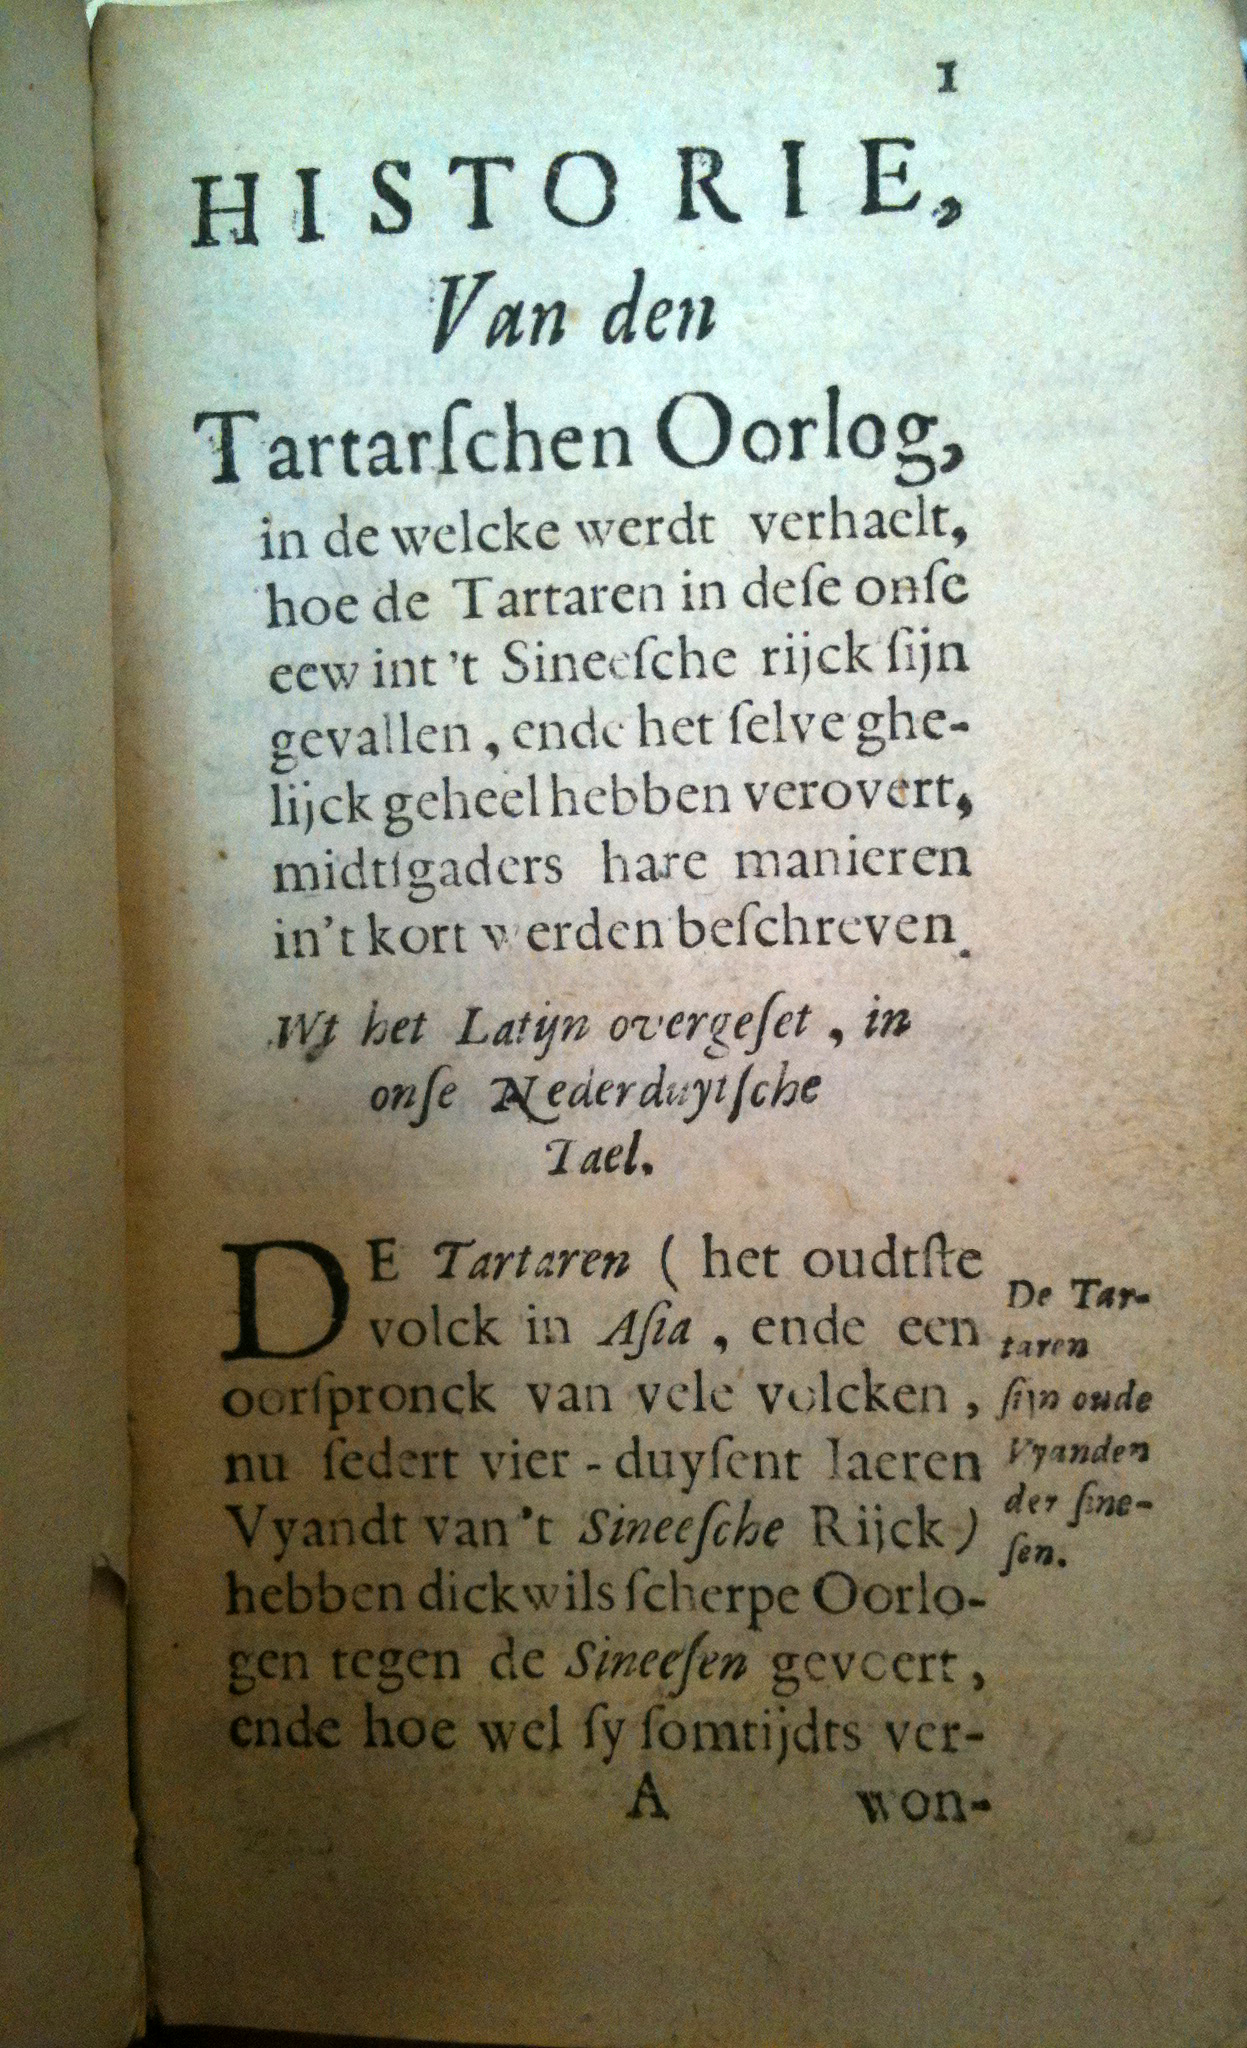 1
HISTORIE,
Van den
Tartarſchen Oorlog,
in de welcke werdt verhaelt,
hoe de Tartaren in deſe onſe
eew int 't Sineeſche rijck ſijn
gevallen, ende het ſelve ghe-
lijck geheel hebben verovert,
midtſgaders hare manieren
in't kort werden beſchreven.
Wt het Latijn overgeſet, in
onſe Nederduytſche
Tael.
DE Tartaren ( het oudtſte
volck in Aſia, ende een
oorſpronck van vele volcken,
nu ſedert vier-duyſent Iaeren
Vyandt van't Sineeſche Rijck)
hebben dickwils ſcherpe Oorlo-
gen tegen de Sineeſen gevoert,
ende hoe wel ſy ſomtijdts ver-
A won-
De Tar-
taren
ſijn oude
Vyanden
der ſine-
ſen.